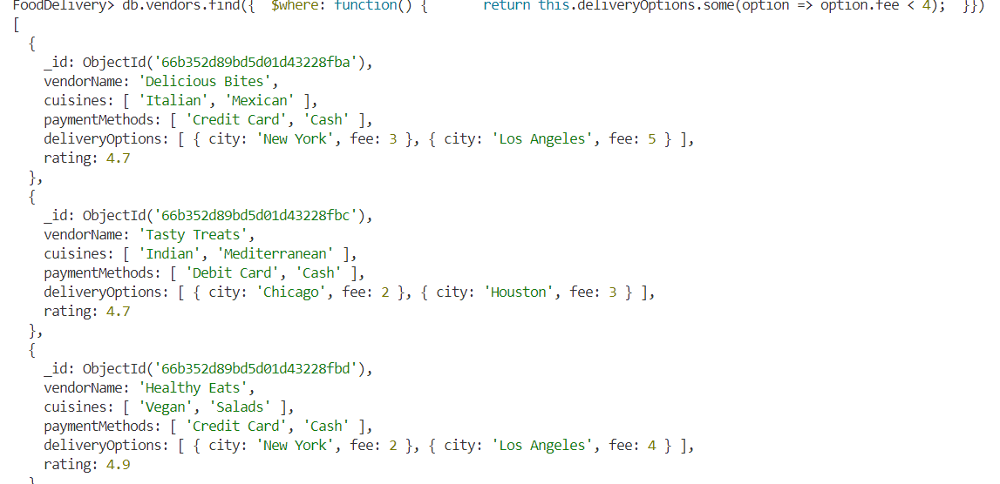 FoodDelivery> db.vendors.find({  $where: function() {      return this.deliveryOptions.some(option => option.fee < 4);  }})
[
  {
    _id: ObjectId('66b352d89bd5d01d43228fba'),
    vendorName: 'Delicious Bites',
    cuisines: [ 'Italian', 'Mexican' ],
    paymentMethods: [ 'Credit Card', 'Cash' ],
    deliveryOptions: [ { city: 'New York', fee: 3 }, { city: 'Los Angeles', fee: 5 } ],
    rating: 4.7
  },
  {
    _id: ObjectId('66b352d89bd5d01d43228fbc'),
    vendorName: 'Tasty Treats',
    cuisines: [ 'Indian', 'Mediterranean' ],
    paymentMethods: [ 'Debit Card', 'Cash' ],
    deliveryOptions: [ { city: 'Chicago', fee: 2 }, { city: 'Houston', fee: 3 } ],
    rating: 4.7
  },
  {
    _id: ObjectId('66b352d89bd5d01d43228fbd'),
    vendorName: 'Healthy Eats',
    cuisines: [ 'Vegan', 'Salads' ],
    paymentMethods: [ 'Credit Card', 'Cash' ],
    deliveryOptions: [ { city: 'New York', fee: 2 }, { city: 'Los Angeles', fee: 4 } ],
    rating: 4.9
  }